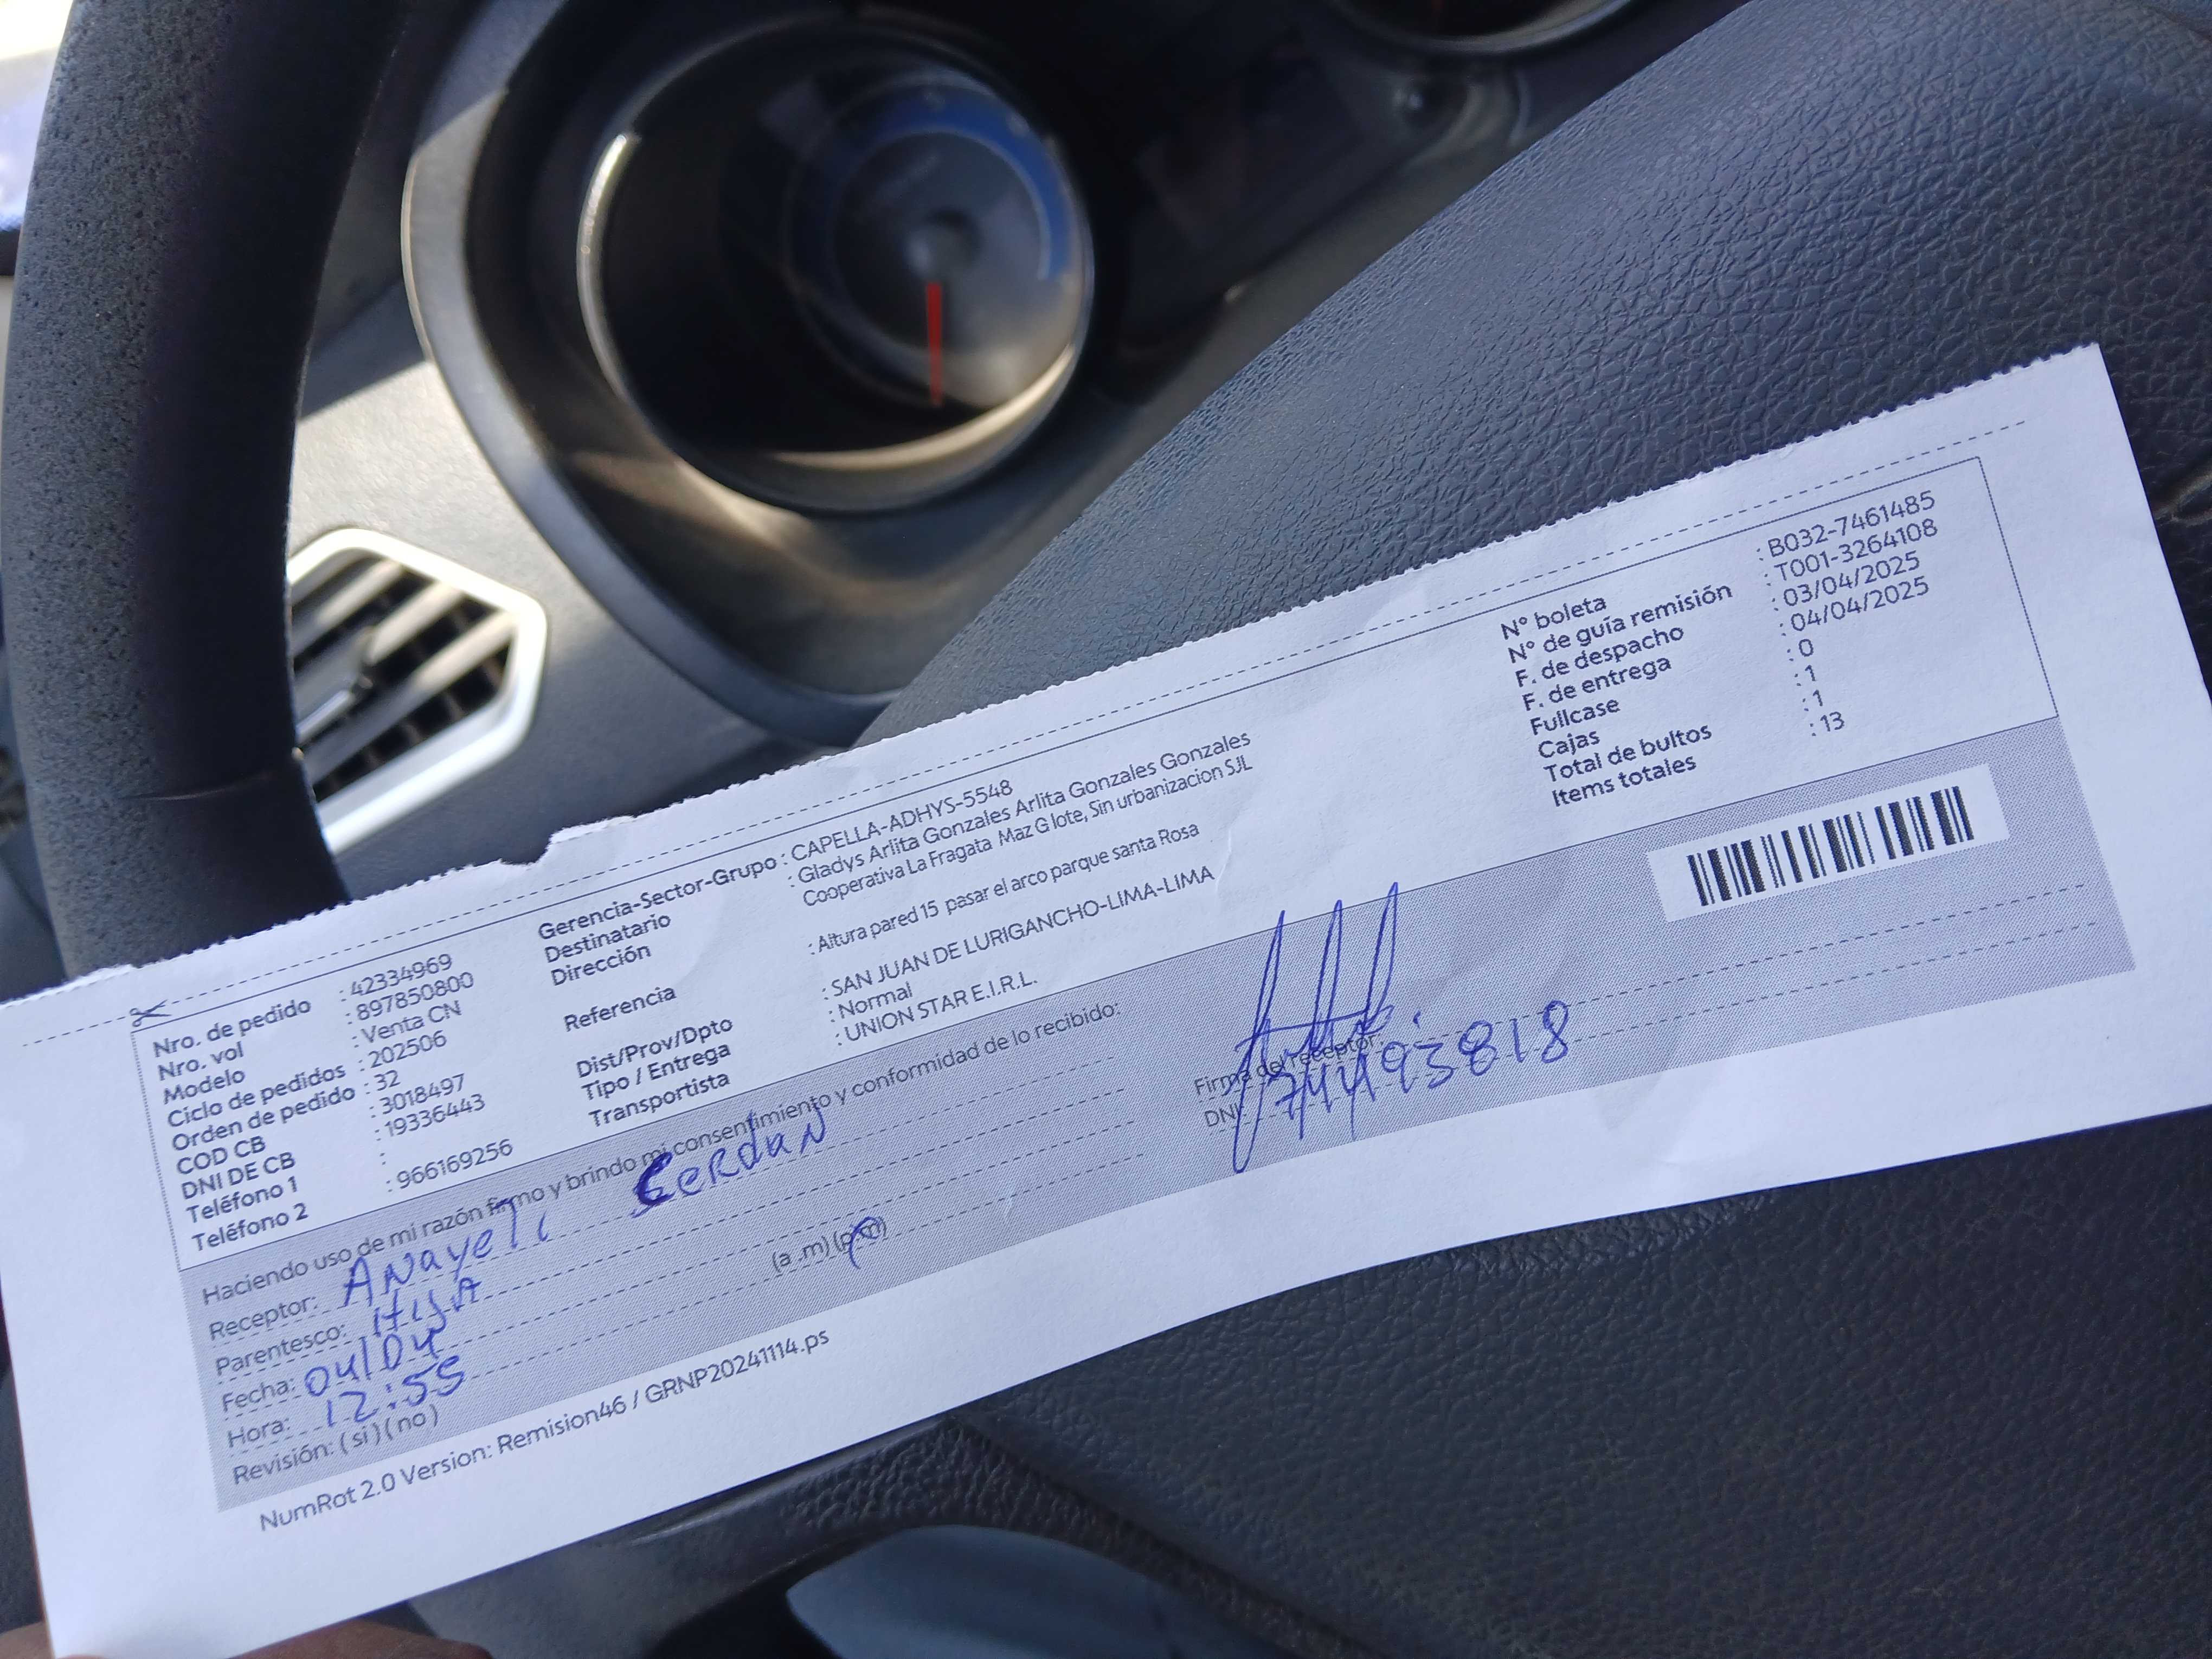 Nro. de pedido : 42334969
Nro. vol : 897850800
Modelo : Venta CN
Ciclo de pedidos : 202506
Orden de pedido : 32
COD CB : 3018497
DNI DE CB : 19336443
Teléfono 1 :
Teléfono 2 : 966169256
Gerencia-Sector-Grupo : CAPELLA-ADHYS-5548
Destinatario : Gladys Arlita Gonzales Arlita Gonzales Gonzales
Dirección Cooperativa La Fragata Maz G lote, Sin urbanizacion SJL
Referencia : Altura pared 15 pasar el arco parque santa Rosa
Dist/Prov/Dpto : SAN JUAN DE LURIGANCHO-LIMA-LIMA
Tipo / Entrega : Normal
Transportista : UNION STAR E.I.R.L.
N° boleta : B032-7461485
N° de guía remisión : T001-3264108
F. de despacho : 03/04/2025
F. de entrega : 04/04/2025
Fullcase : 0
Cajas : 1
Total de bultos : 1
Items totales : 13
Haciendo uso de mi razón firmo y brindo mi consentimiento y conformidad de lo recibido:
Receptor: ANayeli CeRduN
Parentesco: HIJA
Fecha: 04/04
Hora: 12:55 (a .m) (p.m)
Revisión: ( si ) ( no )
Firma del receptor:
DNI: 74493818
NumRot 2.0 Version: Remision46 / GRNP20241114.ps